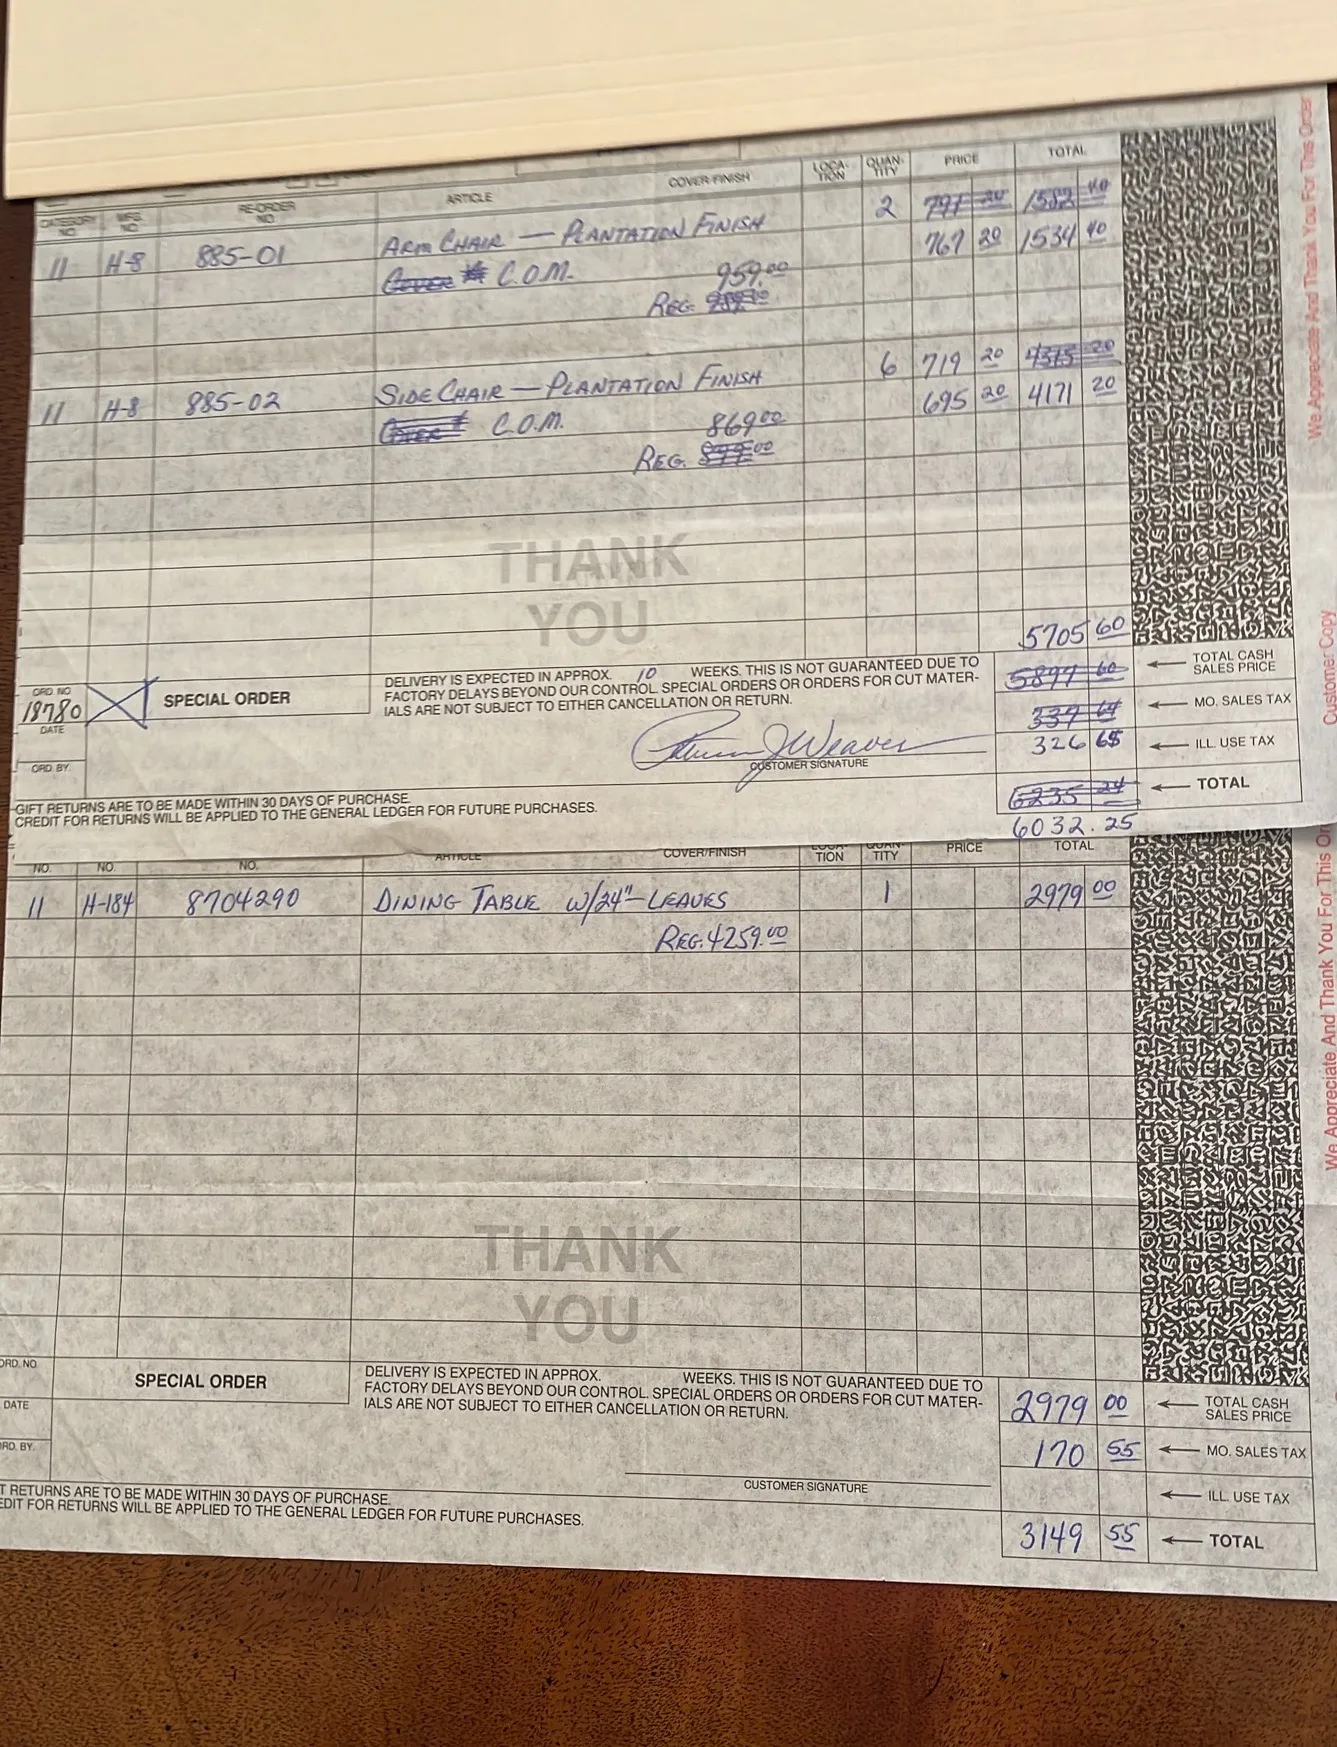 CATEGORY NO. MFG. NO. RE-ORDER NO. ARTICLE COVER/FINISH LOCA-TION QUAN-TITY PRICE TOTAL
11 H-8 885-01 ARM CHAIR — PLANTATION FINISH 2 791 20 1582 40
C.O.M. 959.00 767 20 1534 40
REG.
11 H-8 885-02 SIDE CHAIR — PLANTATION FINISH 6 719 20 4315 20
C.O.M. 869.00 695 20 4171 20
REG. 899.00
THANK
YOU
5705 60
ORD NO 18780
DATE
ORD. BY.
SPECIAL ORDER
DELIVERY IS EXPECTED IN APPROX. 10 WEEKS. THIS IS NOT GUARANTEED DUE TO
FACTORY DELAYS BEYOND OUR CONTROL. SPECIAL ORDERS OR ORDERS FOR CUT MATER-
IALS ARE NOT SUBJECT TO EITHER CANCELLATION OR RETURN.
CUSTOMER SIGNATURE
5897 60 TOTAL CASH SALES PRICE
337 64 MO. SALES TAX
326 65 ILL. USE TAX
6235 24 TOTAL
6032.25
GIFT RETURNS ARE TO BE MADE WITHIN 30 DAYS OF PURCHASE.
CREDIT FOR RETURNS WILL BE APPLIED TO THE GENERAL LEDGER FOR FUTURE PURCHASES.
We Appreciate And Thank You For This Order
Customer Copy
NO. NO. NO. ARTICLE COVER/FINISH LOCA-TION QUAN-TITY PRICE TOTAL
11 H-184 8704290 DINING TABLE W/24" LEAVES 1 2979 00
REG. 4259.00
THANK
YOU
ORD. NO.
DATE
ORD. BY.
SPECIAL ORDER
DELIVERY IS EXPECTED IN APPROX. WEEKS. THIS IS NOT GUARANTEED DUE TO
FACTORY DELAYS BEYOND OUR CONTROL. SPECIAL ORDERS OR ORDERS FOR CUT MATER-
IALS ARE NOT SUBJECT TO EITHER CANCELLATION OR RETURN.
CUSTOMER SIGNATURE
2979 00 TOTAL CASH SALES PRICE
170 55 MO. SALES TAX
ILL. USE TAX
3149 55 TOTAL
T RETURNS ARE TO BE MADE WITHIN 30 DAYS OF PURCHASE.
EDIT FOR RETURNS WILL BE APPLIED TO THE GENERAL LEDGER FOR FUTURE PURCHASES.
We Appreciate And Thank You For This Or